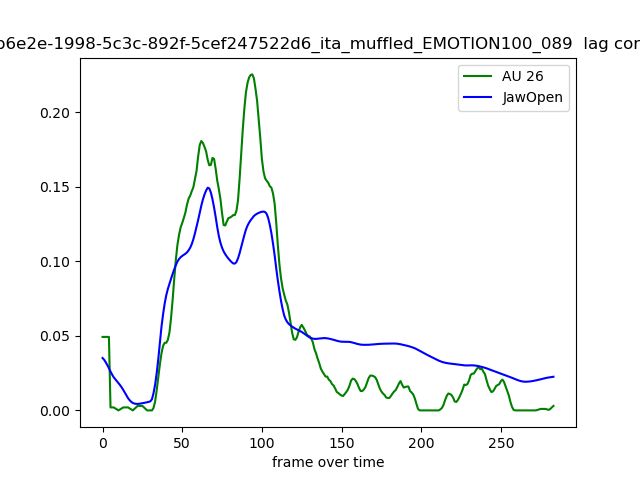 b6e2e-1998-5c3c-892f-5cef247522d6_ita_muffled_EMOTION100_089 lag cor
AU 26
JawOpen
0.20
0.15
0.10
0.05
0.00
0 50 100 150 200 250
frame over time